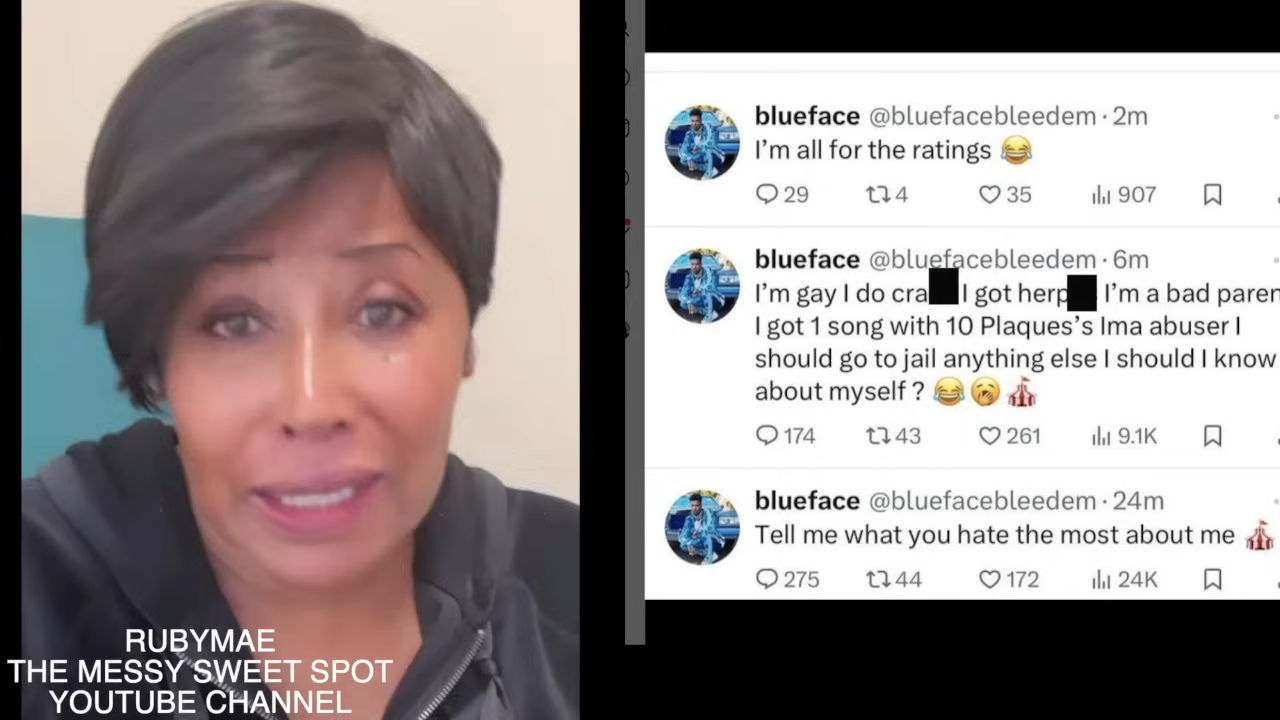 RUBYMAE
THE MESSY SWEET SPOT
YOUTUBE CHANNEL
blueface @bluefacebleedem · 2m
I'm all for the ratings 😂
29 4 35 907
blueface @bluefacebleedem · 6m
I'm gay I do cra I got herp I'm a bad paren
I got 1 song with 10 Plaques's Ima abuser I
should go to jail anything else I should I know
about myself ? 😂🥱🎪
174 43 261 9.1K
blueface @bluefacebleedem · 24m
Tell me what you hate the most about me 🎪
275 44 172 24K